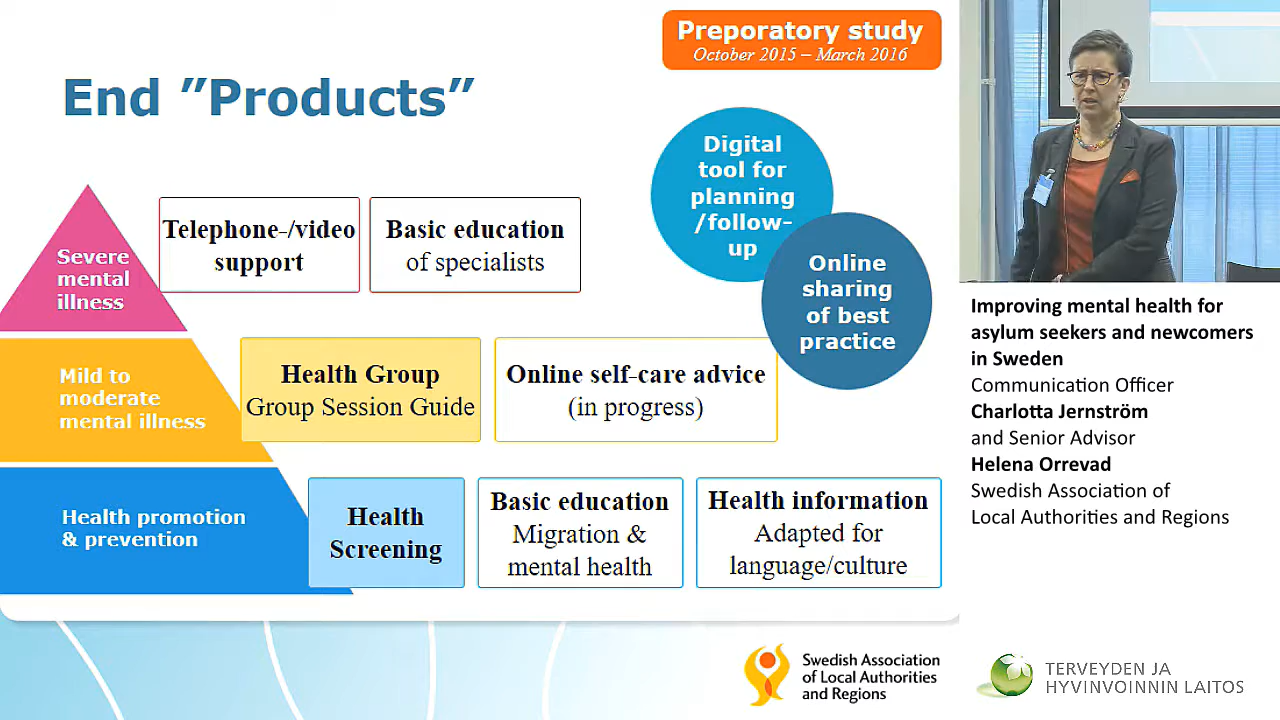 Preporatory study
October 2015 – March 2016
End ”Products”
Digital
tool for
planning
/follow-
up
Online
sharing
of best
practice
Severe
mental
illness
Telephone-/video
support
Basic education
of specialists
Mild to
moderate
mental illness
Health Group
Group Session Guide
Online self-care advice
(in progress)
Health promotion
& prevention
Health
Screening
Basic education
Migration &
mental health
Health information
Adapted for
language/culture
Swedish Association
of Local Authorities
and Regions
Improving mental health for
asylum seekers and newcomers
in Sweden
Communication Officer
Charlotta Jernström
and Senior Advisor
Helena Orrevad
Swedish Association of
Local Authorities and Regions
TERVEYDEN JA
HYVINVOINNIN LAITOS